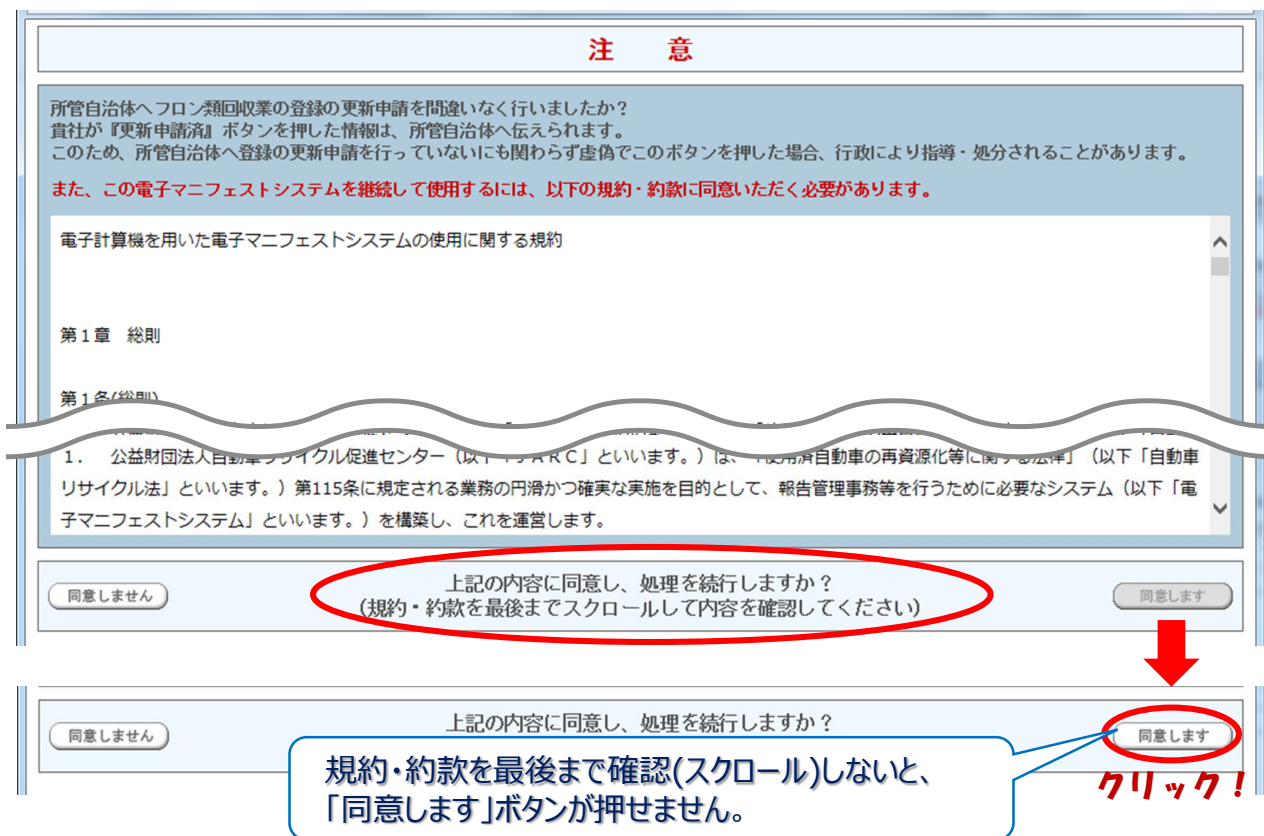 注 意
所管自治体へフロン類回収業の登録の更新申請を間違いなく行いましたか?
貴社が『更新申請済』ボタンを押した情報は、所管自治体へ伝えられます。
このため、所管自治体へ登録の更新申請を行っていないにも関わらず虚偽でこのボタンを押した場合、行政により指導・処分されることがあります。
また、この電子マニフェストシステムを継続して使用するには、以下の規約・約款に同意いただく必要があります。
電子計算機を用いた電子マニフェストシステムの使用に関する規約
第1章 総則
第1条(総則)
1. 公益財団法人自動車リサイクル促進センター(以下「JARC」といいます。)は、「使用済自動車の再資源化等に関する法律」(以下「自動車
リサイクル法」といいます。)第115条に規定される業務の円滑かつ確実な実施を目的として、報告管理事務等を行うために必要なシステム(以下「電
子マニフェストシステム」といいます。)を構築し、これを運営します。
同意しません
上記の内容に同意し、処理を続行しますか?
(規約・約款を最後までスクロールして内容を確認してください)
同意します
同意しません
上記の内容に同意し、処理を続行しますか?
同意します
規約・約款を最後まで確認(スクロール)しないと、
「同意します」ボタンが押せません。
クリック!